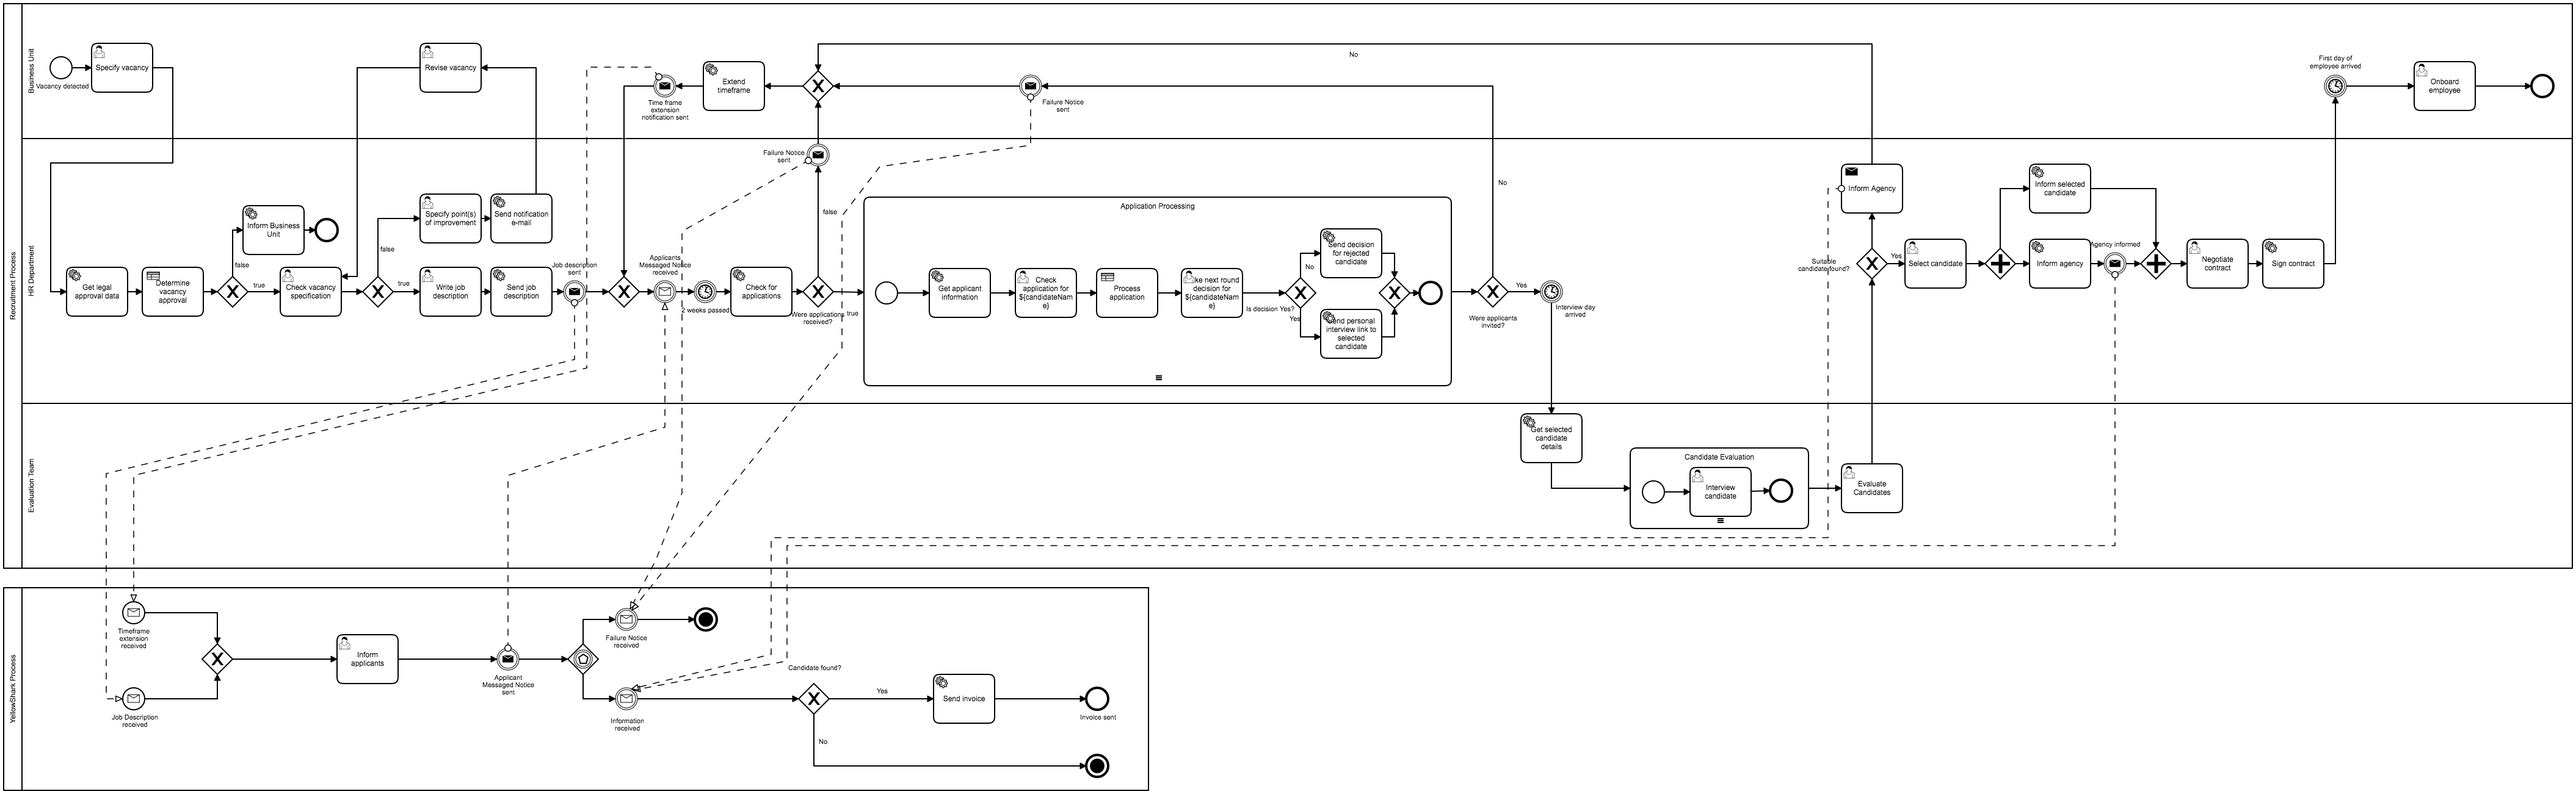 Recruitment Process
Business Unit
Vacancy detected
Specify vacancy
Revise vacancy
Time frame
extension
notification sent
Extend
timeframe
Failure Notice
sent
No
First day of
employee arrived
Onboard
employee
HR Department
Get legal
approval data
Determine
vacancy
approval
false
true
Inform Business
Unit
Check vacancy
specification
false
true
Specify point(s)
of improvement
Send notification
e-mail
Write job
description
Send job
description
Job description
sent
Applicants
Messaged Notice
received
2 weeks passed
Check for
applications
Failure Notice
sent
false
Were applications
received?
true
Application Processing
Get applicant
information
Check
application for
${candidateNam
e}
Process
application
ke next round
decision for
${candidateNam
e}
Is decision Yes?
No
Yes
Send decision
for rejected
candidate
nd personal
interview link to
selected
candidate
No
Were applicants
invited?
Yes
Interview day
arrived
Inform Agency
Suitable
candidate found?
Yes
Select candidate
Inform selected
candidate
Inform agency
Agency informed
Negotiate
contract
Sign contract
Evaluation Team
Get selected
candidate
details
Candidate Evaluation
Interview
candidate
Evaluate
Candidates
YellowShark Process
Timeframe
extension
received
Job Description
received
Inform
applicants
Applicant
Messaged Notice
sent
Failure Notice
received
Information
received
Candidate found?
Yes
No
Send invoice
Invoice sent